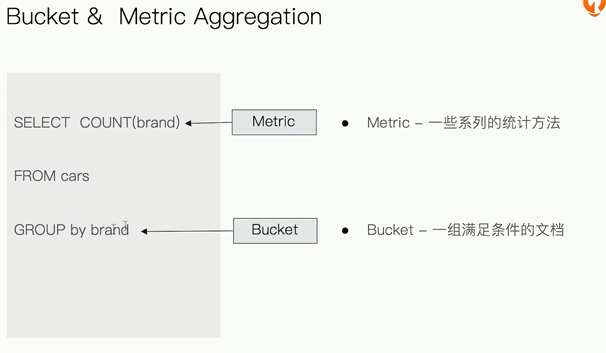 Bucket & Metric Aggregation
SELECT COUNT(brand)
Metric
● Metric – 一些系列的统计方法
FROM cars
GROUP by brand
Bucket
● Bucket – 一组满足条件的文档